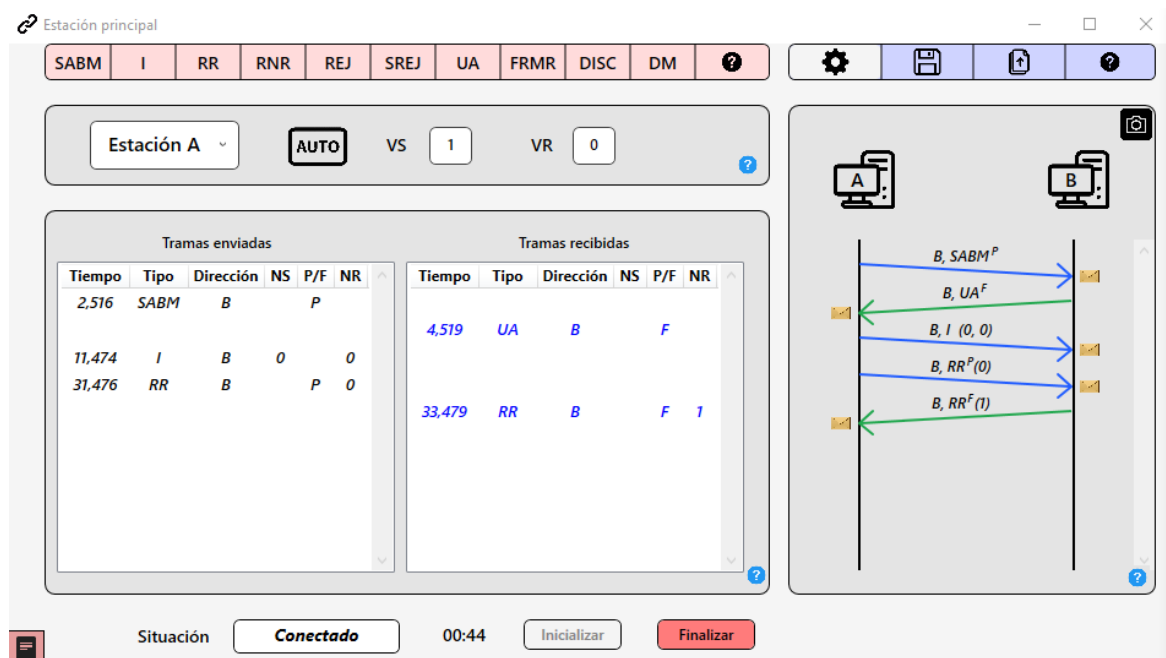 Estación principal
SABM I RR RNR REJ SREJ UA FRMR DISC DM ?
?
Estación A AUTO VS 1 VR 0
?
A B
Tramas enviadas
Tiempo Tipo Dirección NS P/F NR
2,516 SABM B P
11,474 I B 0 0
31,476 RR B P 0
Tramas recibidas
Tiempo Tipo Dirección NS P/F NR
4,519 UA B F
33,479 RR B F 1
?
B, SABM^P
B, UA^F
B, I (0, 0)
B, RR^P(0)
B, RR^F(1)
?
Situación Conectado 00:44 Inicializar Finalizar